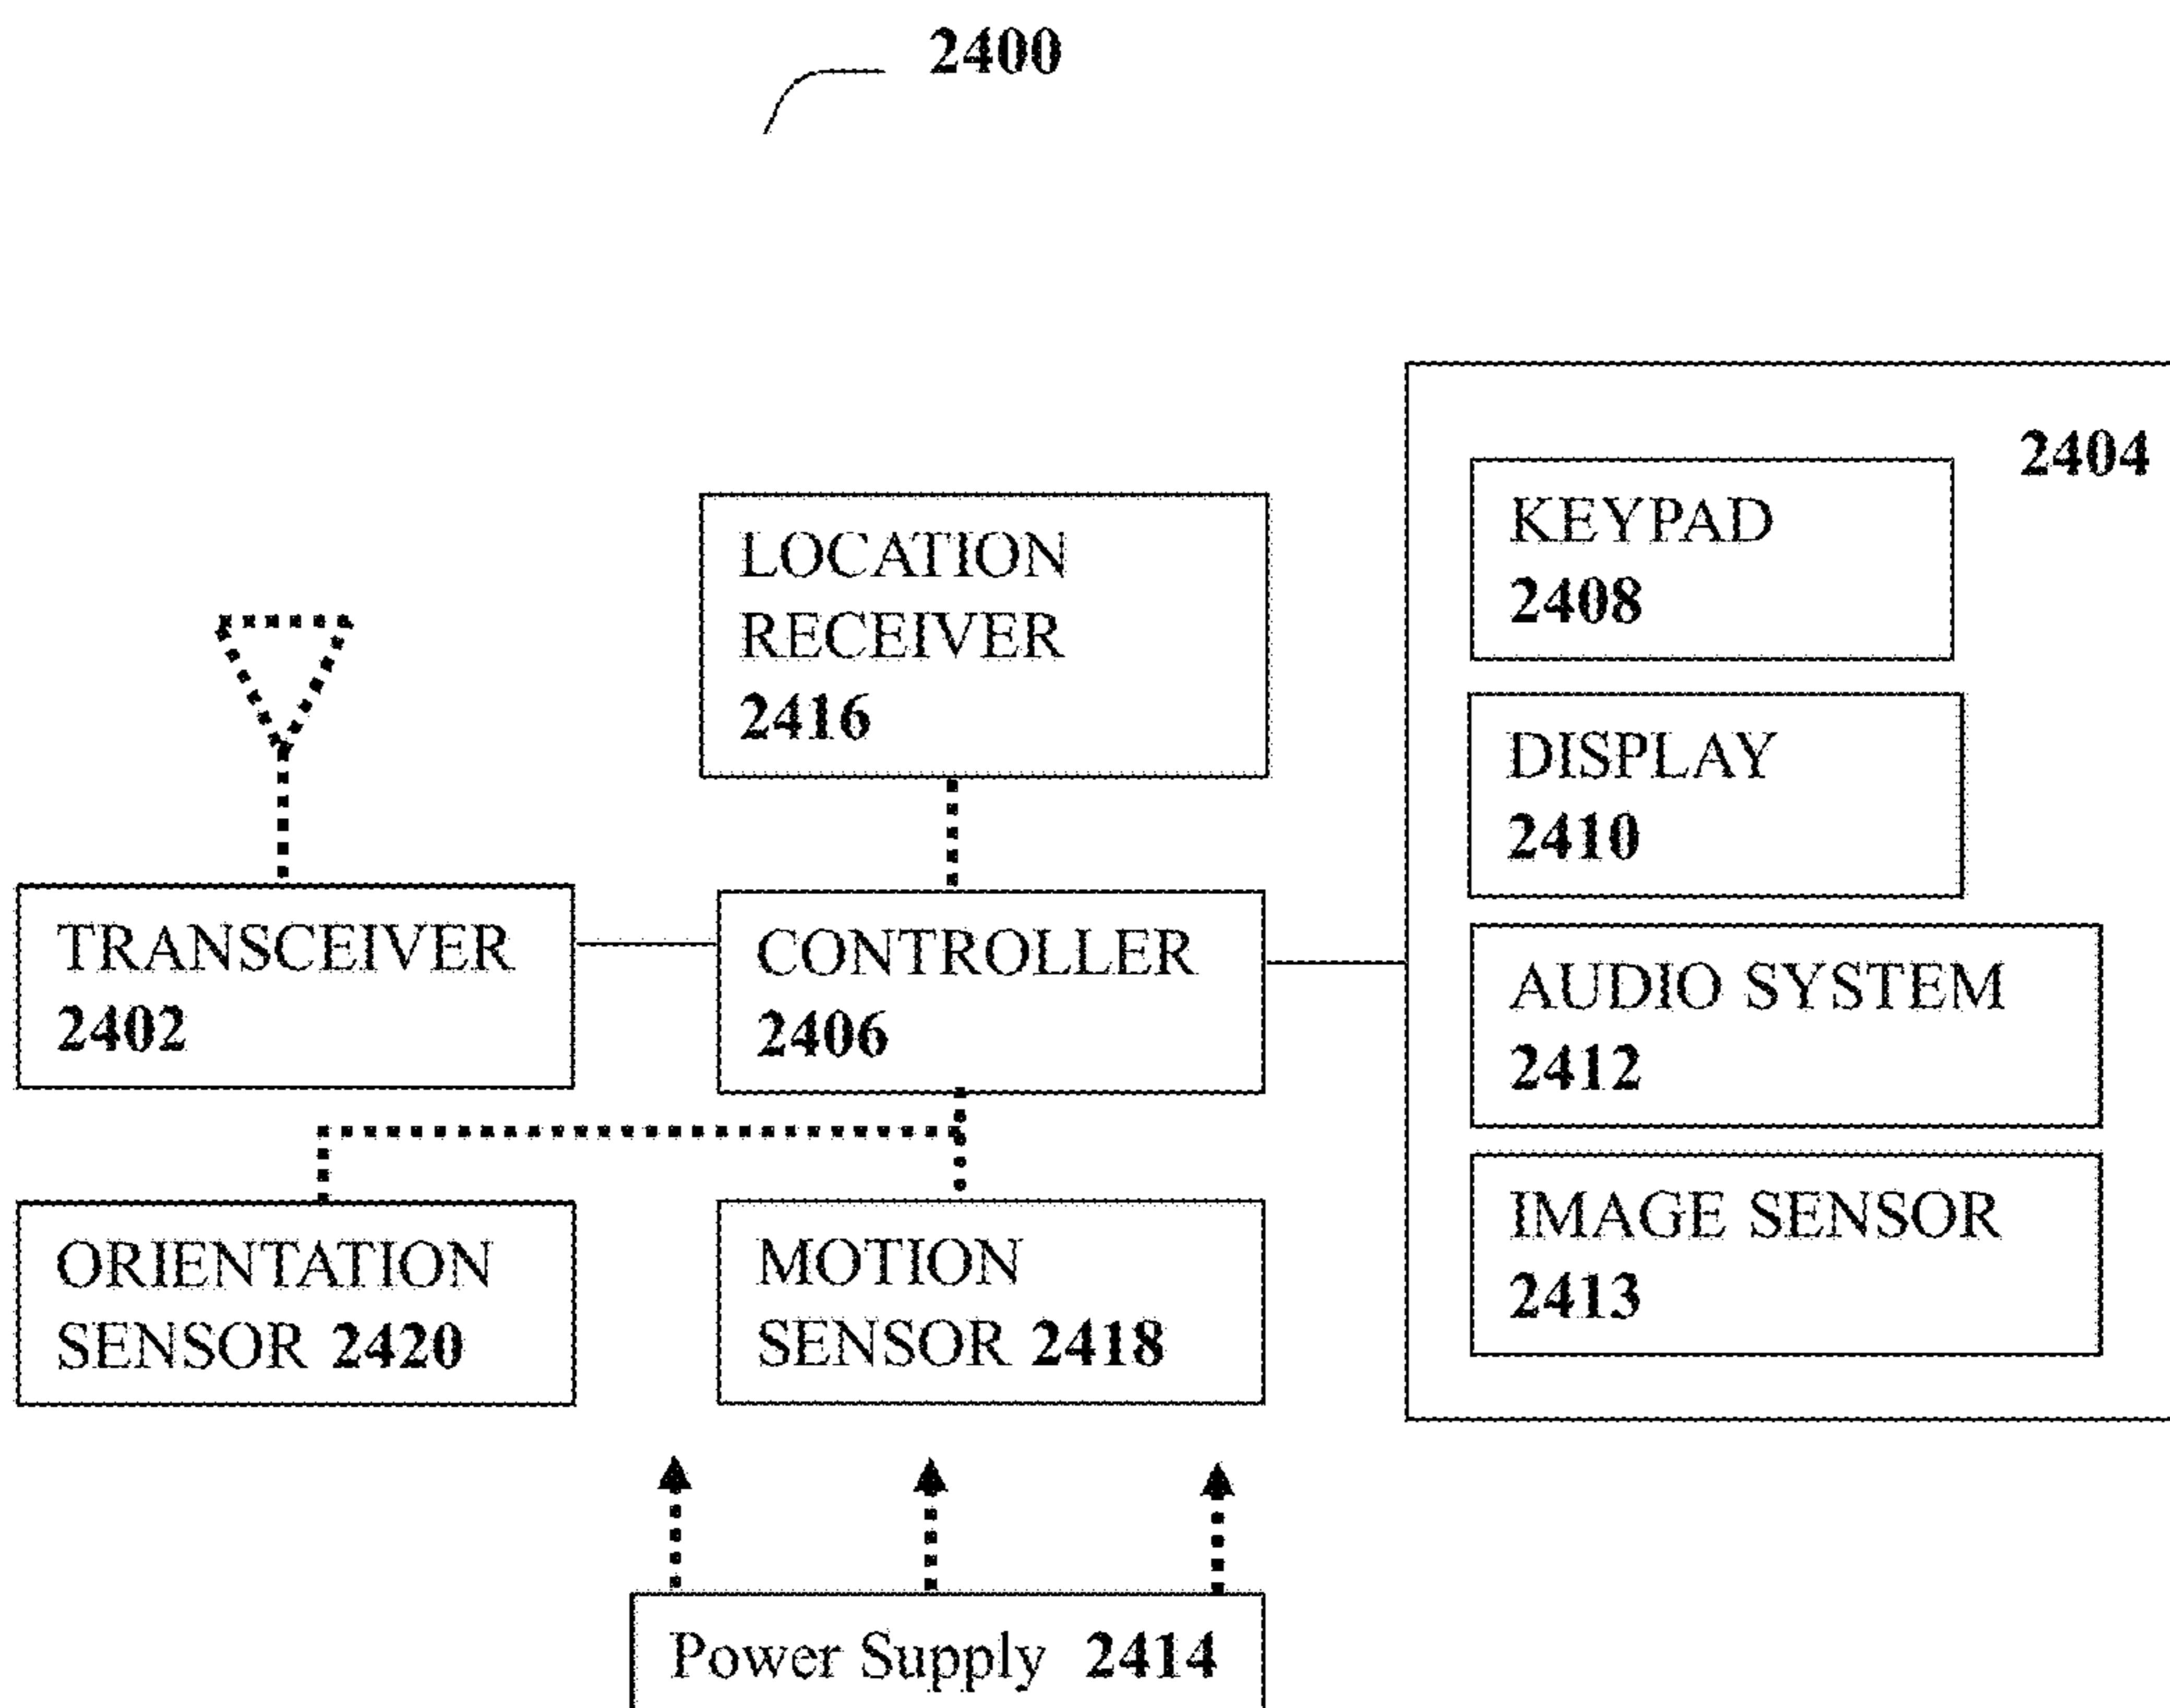 2400
2404
KEYPAD
2408
LOCATION
RECEIVER
2416
DISPLAY
2410
TRANSCEIVER
2402
CONTROLLER
2406
AUDIO SYSTEM
2412
IMAGE SENSOR
2413
ORIENTATION
SENSOR 2420
MOTION
SENSOR 2418
Power Supply 2414